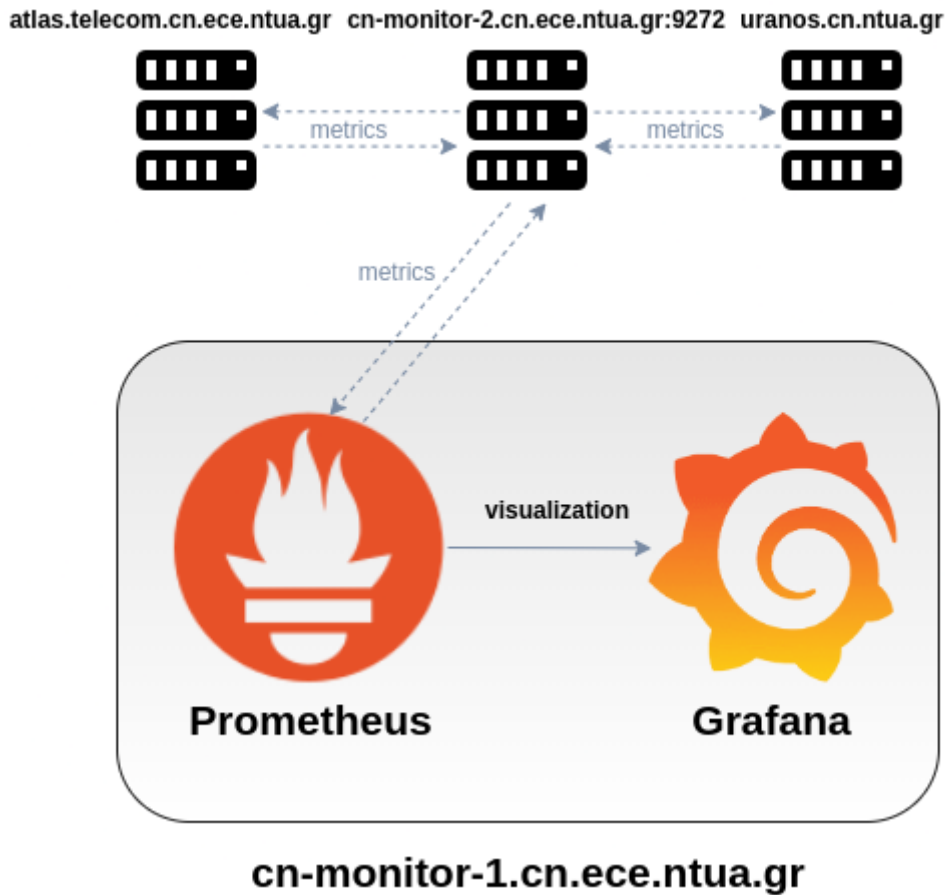 atlas.telecom.cn.ece.ntua.gr cn-monitor-2.cn.ece.ntua.gr:9272 uranos.cn.ntua.gr
metrics metrics
metrics
visualization
Prometheus Grafana
cn-monitor-1.cn.ece.ntua.gr